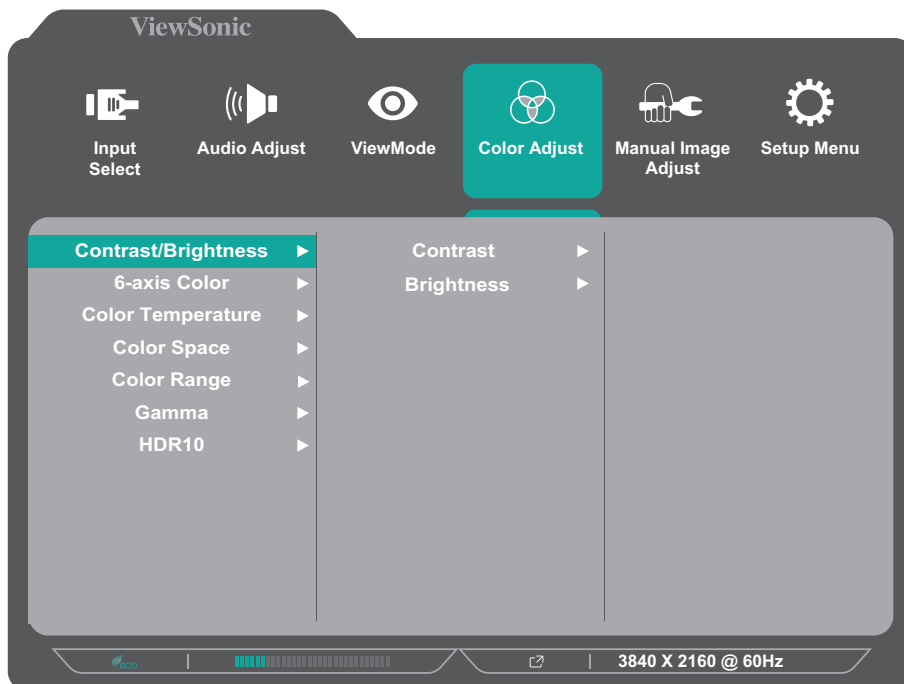 ViewSonic
Input
Select
Audio Adjust
ViewMode
Color Adjust
Manual Image
Adjust
Setup Menu
Contrast/Brightness
6-axis Color
Color Temperature
Color Space
Color Range
Gamma
HDR10
Contrast
Brightness
eco
3840 X 2160 @ 60Hz